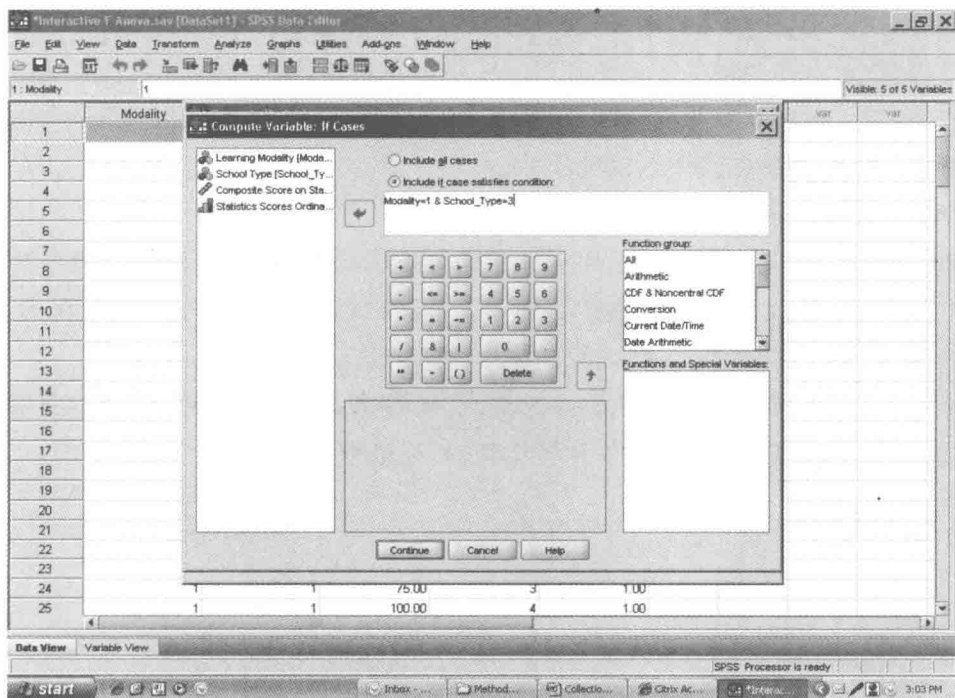 *Interactive F Anova.sav [DataSet1] - SPSS Data Editor
File Edit View Data Transform Analyze Graphs Utilities Add-ons Window Help
1 : Modality 1 Visible: 5 of 5 Variables
Modality var var
Compute Variable: If Cases
Learning Modality [Moda...
School Type [School_Ty...
Composite Score on Sta...
Statistics Scores Ordina...
Include all cases
Include if case satisfies condition:
Modality=1 & School_Type=3
Function group:
All
Arithmetic
CDF & Noncentral CDF
Conversion
Current Date/Time
Date Arithmetic
Functions and Special Variables:
+ < > 7 8 9
- <= >= 4 5 6
* = ~= 1 2 3
/ & | 0 .
** ~ ( ) Delete
Continue Cancel Help
1
2
3
4
5
6
7
8
9
10
11
12
13
14
15
16
17
18
19
20
21
22
23
24 1 1 75.00 3 1.00
25 1 1 100.00 4 1.00
Data View Variable View
SPSS Processor is ready
start Inbox - ... Method... Collectio... Citrix Ac... *Interac... 3:03 PM